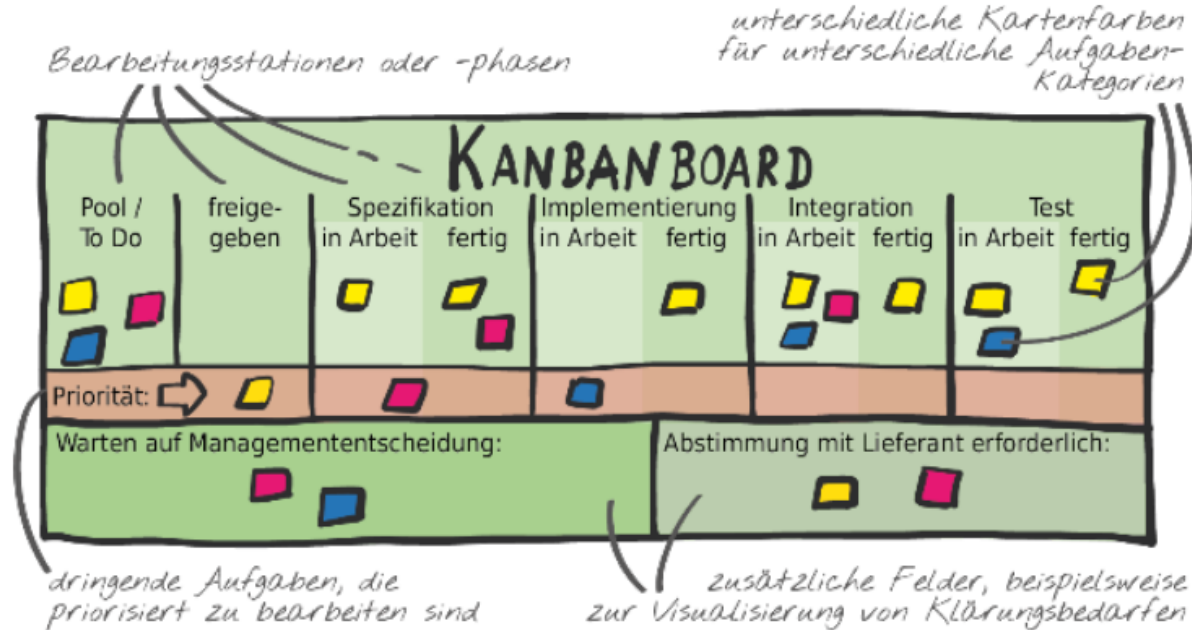 unterschiedliche Kartenfarben
für unterschiedliche Aufgaben-
kategorien
Bearbeitungsstationen oder -phasen
KANBANBOARD
Pool /
To Do
freige-
geben
Spezifikation
in Arbeit fertig
Implementierung
in Arbeit fertig
Integration
in Arbeit fertig
Test
in Arbeit fertig
Priorität:
Warten auf Managemententscheidung:
Abstimmung mit Lieferant erforderlich:
dringende Aufgaben, die
priorisiert zu bearbeiten sind
zusätzliche Felder, beispielsweise
zur Visualisierung von Klärungsbedarfen